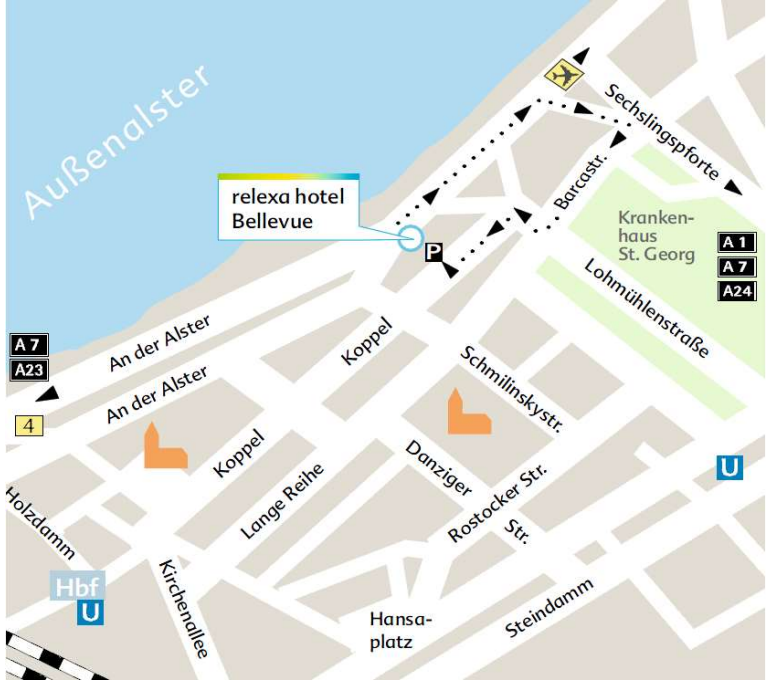 Außenalster
Sechslingspforte
relexa hotel
Bellevue
Barcastr.
Kranken-
haus
St. Georg
A 1
A 7
A24
P
Lohmühlenstraße
A 7
A23
4
An der Alster
An der Alster
Koppel
Schmilinskystr.
Koppel
Lange Reihe
Danziger
Str.
Rostocker Str.
U
Holzdamm
Hbf
U
Kirchenallee
Hansa-
platz
Steindamm